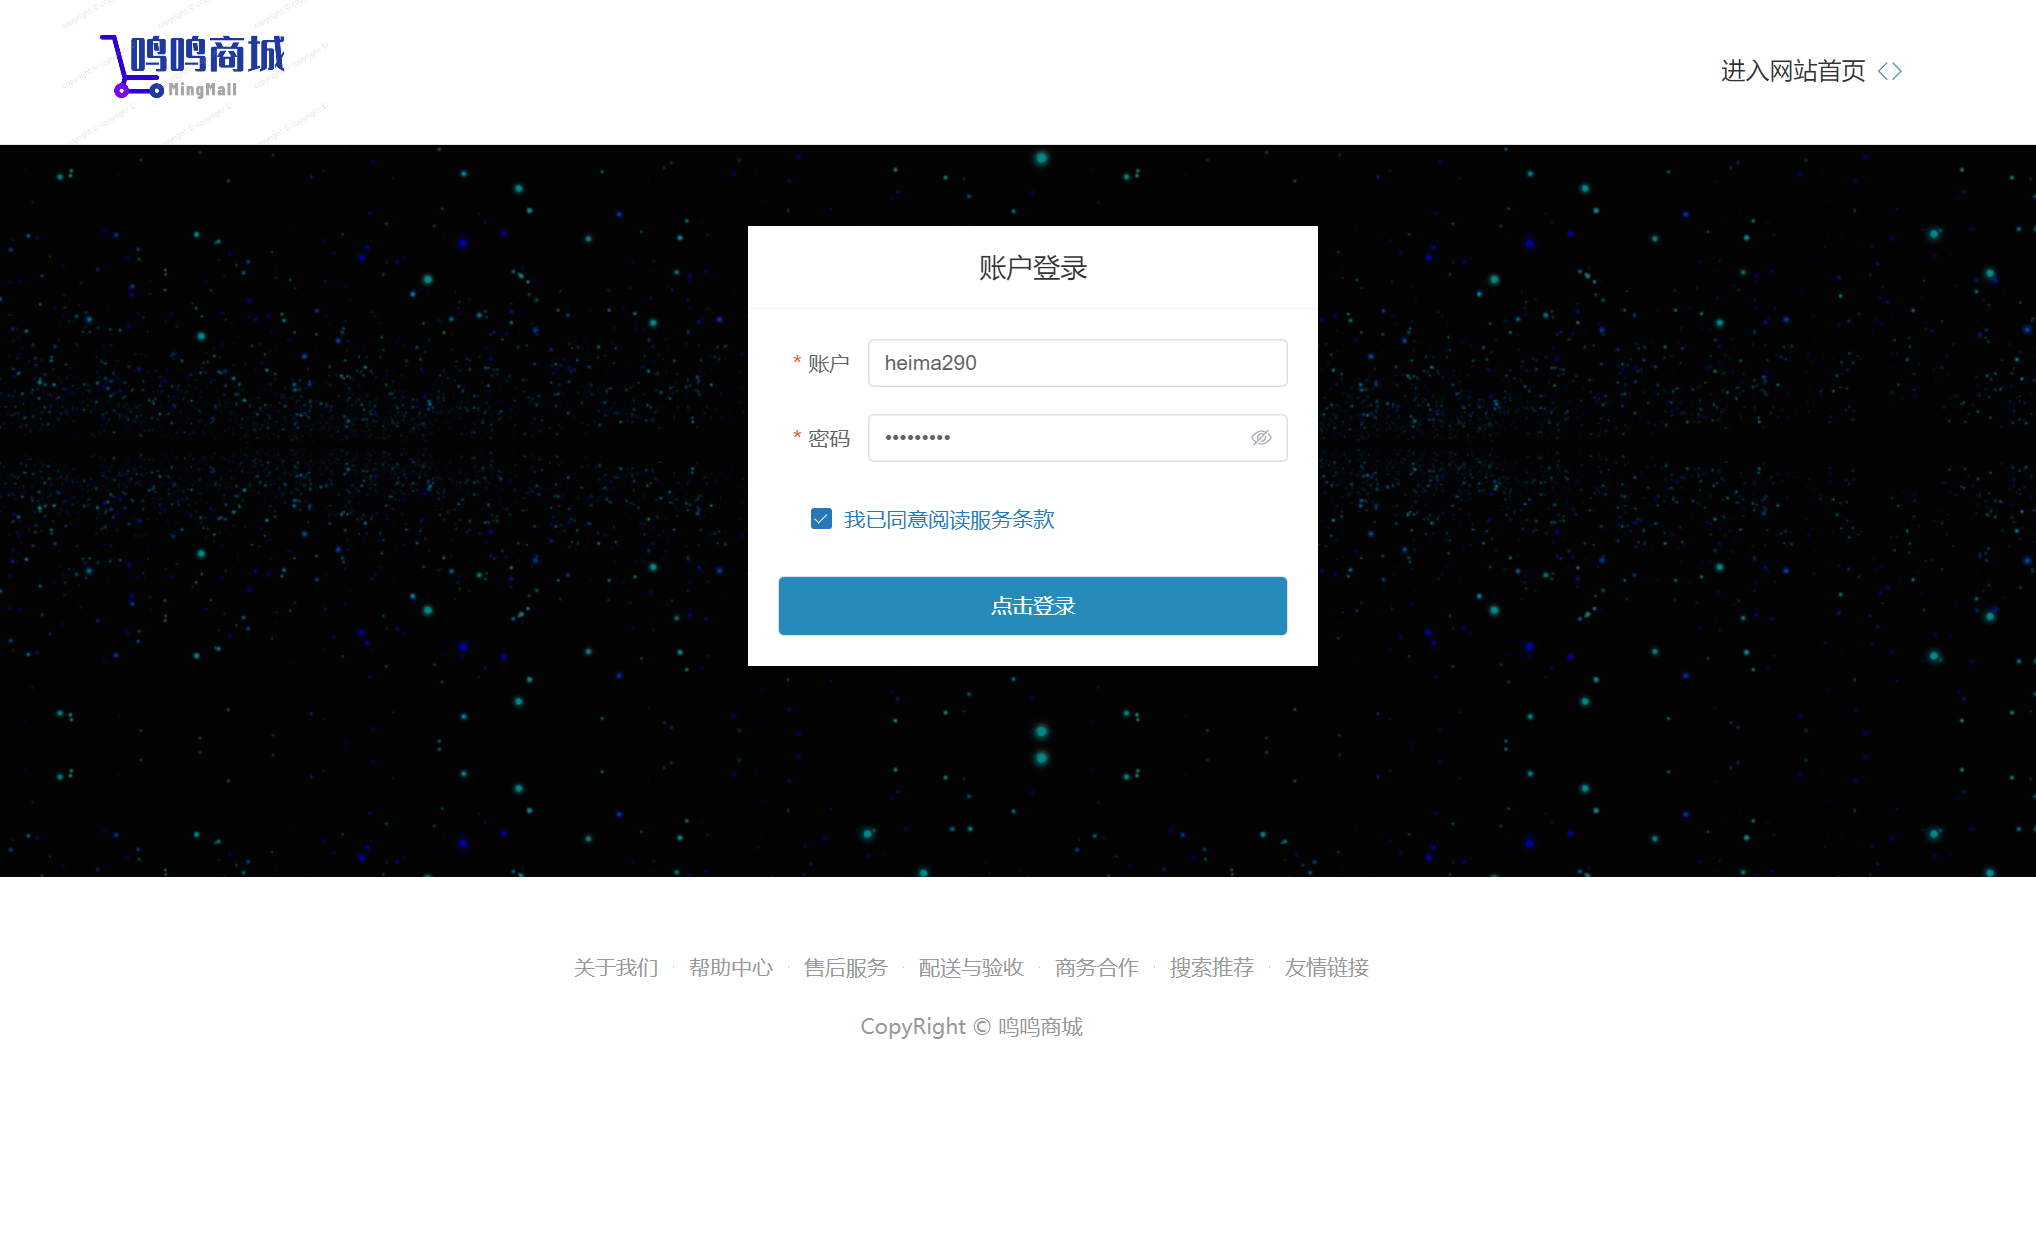 鸣鸣商城
MingMall
进入网站首页 <>
账户登录
* 账户 heima290
* 密码 •••••••••
我已同意阅读服务条款
点击登录
关于我们 · 帮助中心 · 售后服务 · 配送与验收 · 商务合作 · 搜索推荐 · 友情链接
CopyRight © 鸣鸣商城